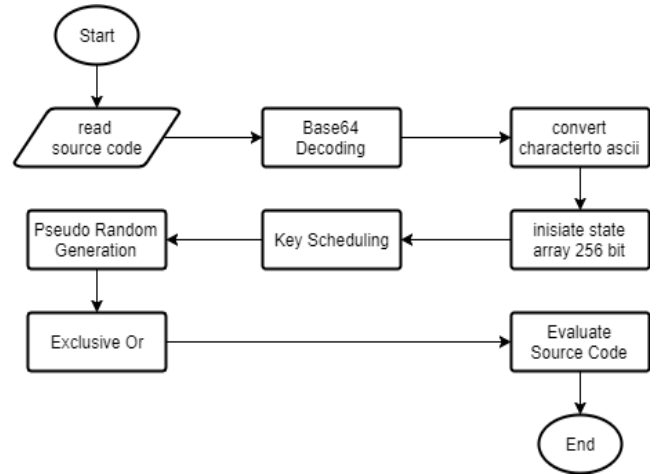 Start
read
source code
Base64
Decoding
convert
characterto ascii
inisiate state
array 256 bit
Key Scheduling
Pseudo Random
Generation
Exclusive Or
Evaluate
Source Code
End